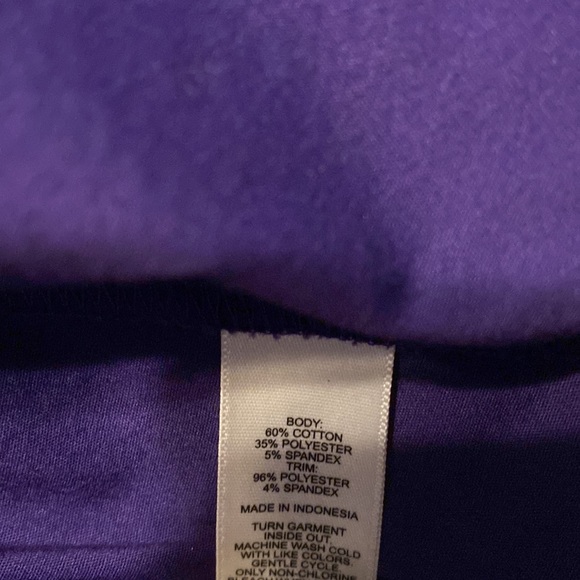 BODY:
60% COTTON
35% POLYESTER
5% SPANDEX
TRIM:
96% POLYESTER
4% SPANDEX
MADE IN INDONESIA
TURN GARMENT
INSIDE OUT.
MACHINE WASH COLD
WITH LIKE COLORS.
GENTLE CYCLE.
ONLY NON-CHLORINE